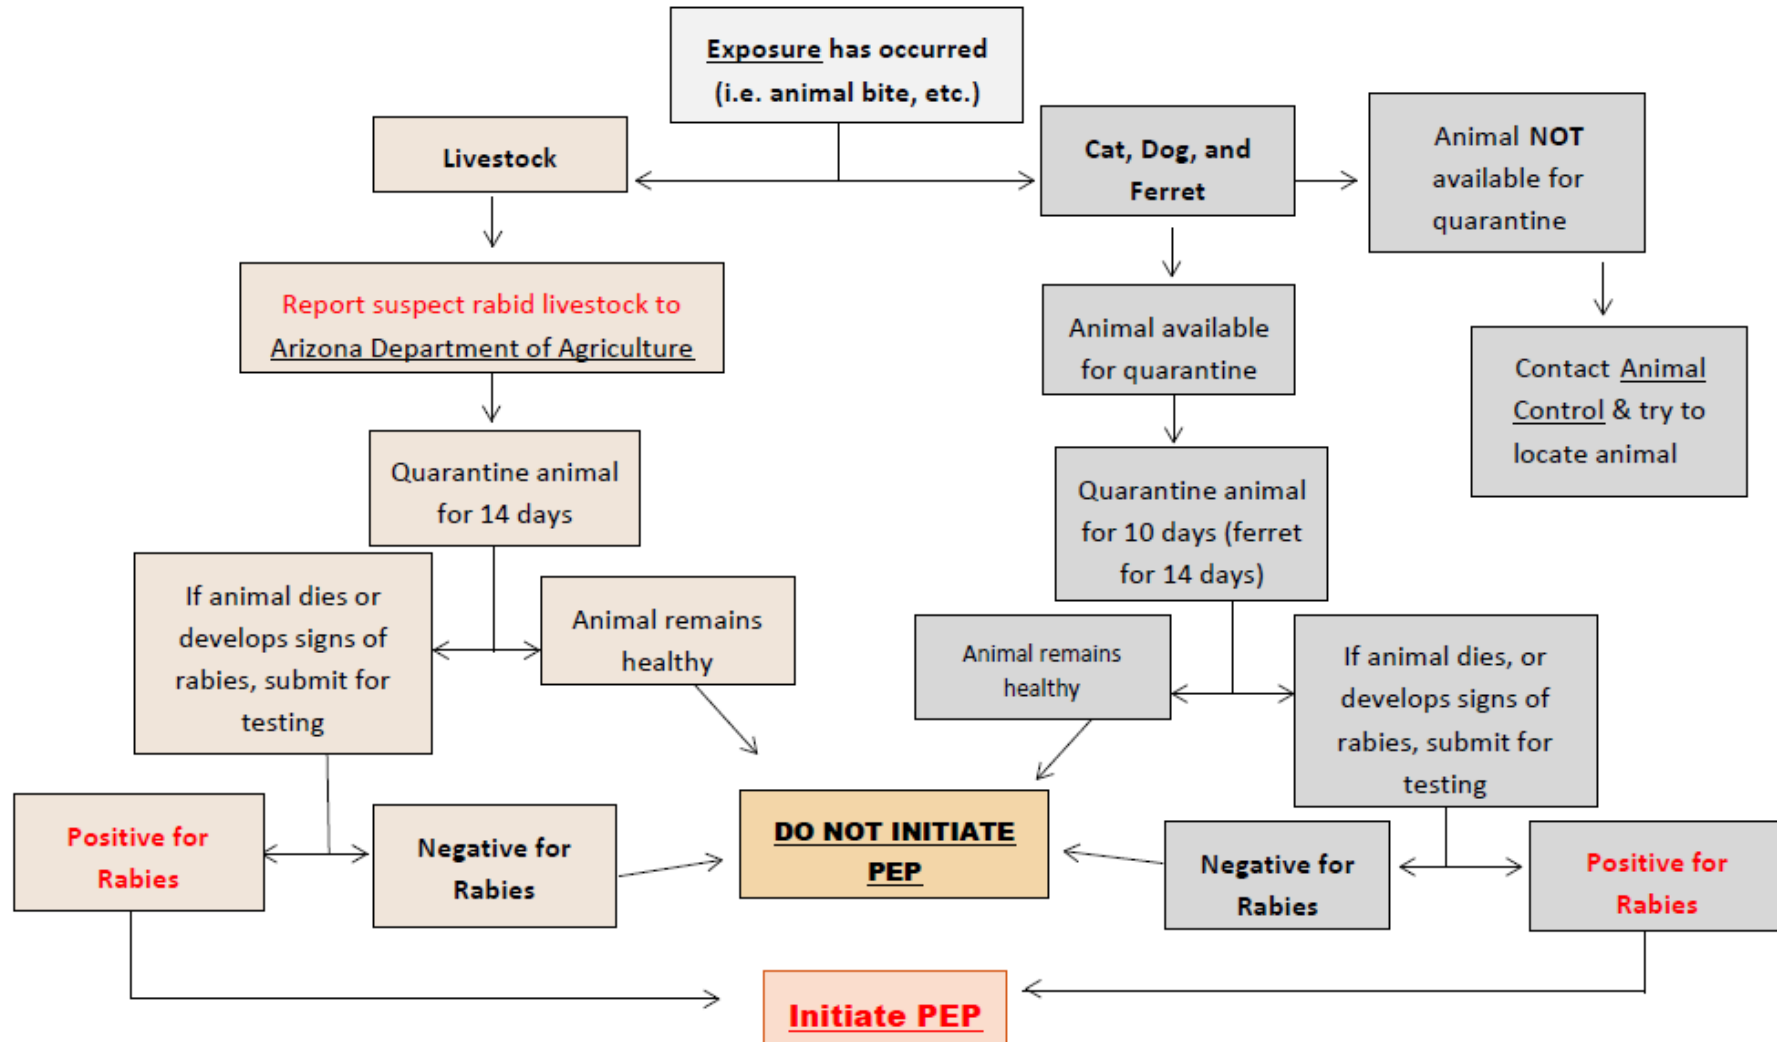 Exposure has occurred
(i.e. animal bite, etc.)
Livestock
Cat, Dog, and
Ferret
Animal NOT
available for
quarantine
Report suspect rabid livestock to
Arizona Department of Agriculture
Animal available
for quarantine
Contact Animal
Control & try to
locate animal
Quarantine animal
for 14 days
Quarantine animal
for 10 days (ferret
for 14 days)
If animal dies or
develops signs of
rabies, submit for
testing
Animal remains
healthy
Animal remains
healthy
If animal dies, or
develops signs of
rabies, submit for
testing
Positive for
Rabies
Negative for
Rabies
DO NOT INITIATE
PEP
Negative for
Rabies
Positive for
Rabies
Initiate PEP